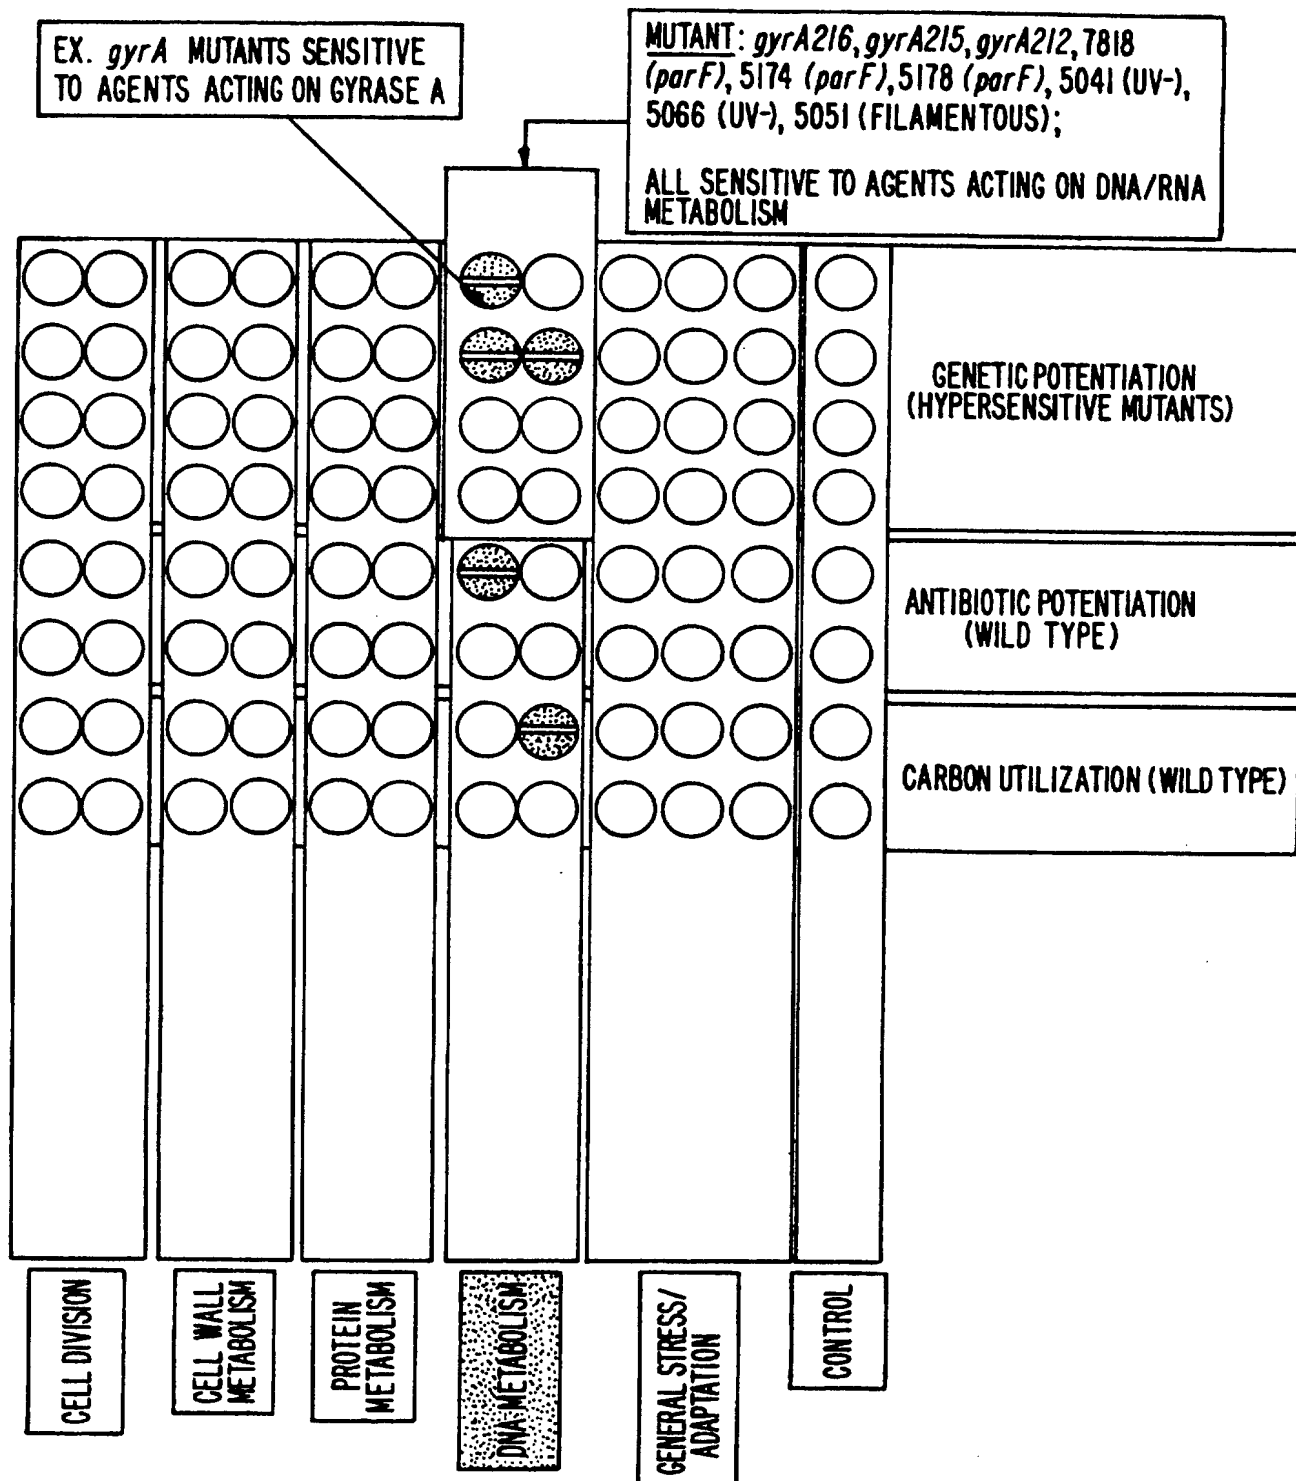 EX. gyrA MUTANTS SENSITIVE
TO AGENTS ACTING ON GYRASE A
MUTANT: gyrA216, gyrA215, gyrA212, 7818
(parF), 5174 (parF), 5178 (parF), 5041 (UV-),
5066 (UV-), 5051 (FILAMENTOUS);
ALL SENSITIVE TO AGENTS ACTING ON DNA/RNA
METABOLISM
GENETIC POTENTIATION
(HYPERSENSITIVE MUTANTS)
ANTIBIOTIC POTENTIATION
(WILD TYPE)
CARBON UTILIZATION (WILD TYPE)
CELL DIVISION
CELL WALL
METABOLISM
PROTEIN
METABOLISM
DNA METABOLISM
GENERAL STRESS/
ADAPTATION
CONTROL